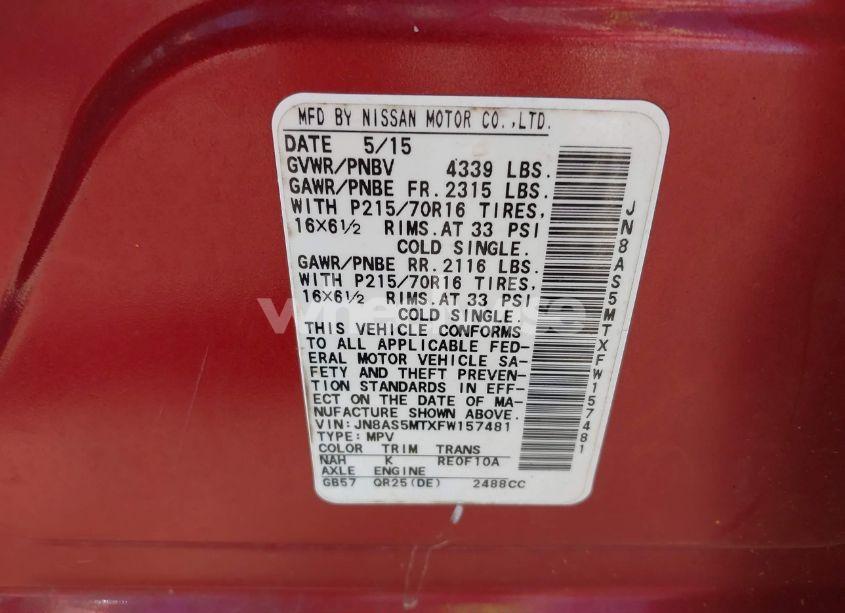 MFD BY NISSAN MOTOR CO.,LTD.
DATE 5/15
GVWR/PNBV 4339 LBS.
GAWR/PNBE FR.2315 LBS.
WITH P215/70R16 TIRES,
16×6½ RIMS.AT 33 PSI
COLD SINGLE.
GAWR/PNBE RR.2116 LBS.
WITH P215/70R16 TIRES,
16×6½ RIMS.AT 33 PSI
COLD SINGLE.
THIS VEHICLE CONFORMS
TO ALL APPLICABLE FED-
ERAL MOTOR VEHICLE SA-
FETY AND THEFT PREVEN-
TION STANDARDS IN EFF-
ECT ON THE DATE OF MA-
NUFACTURE SHOWN ABOVE.
VIN:JN8AS5MTXFW157481
TYPE:MPV
COLOR TRIM TRANS
NAH K RE0F10A
AXLE ENGINE
GB57 QR25(DE) 2488CC
JN8AS5MTXFW157481